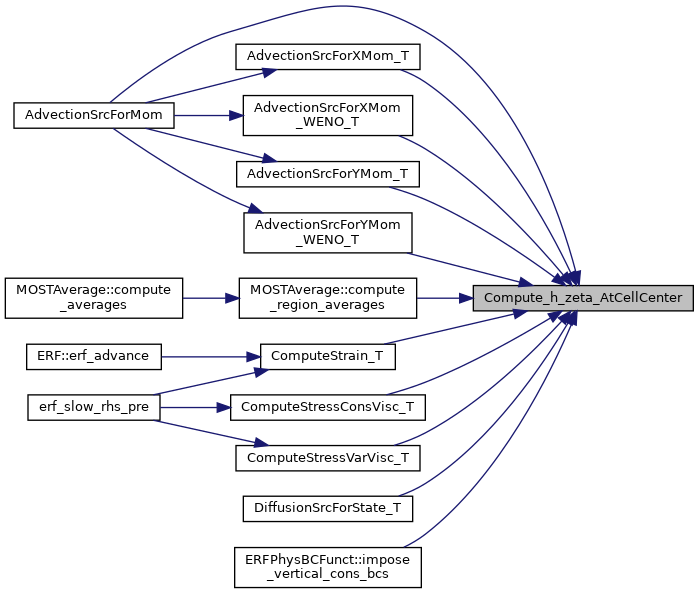 AdvectionSrcForXMom_T
AdvectionSrcForXMom
_WENO_T
AdvectionSrcForMom
AdvectionSrcForYMom_T
AdvectionSrcForYMom
_WENO_T
MOSTAverage::compute
_averages
MOSTAverage::compute
_region_averages
Compute_h_zeta_AtCellCenter
ERF::erf_advance
ComputeStrain_T
erf_slow_rhs_pre
ComputeStressConsVisc_T
ComputeStressVarVisc_T
DiffusionSrcForState_T
ERFPhysBCFunct::impose
_vertical_cons_bcs